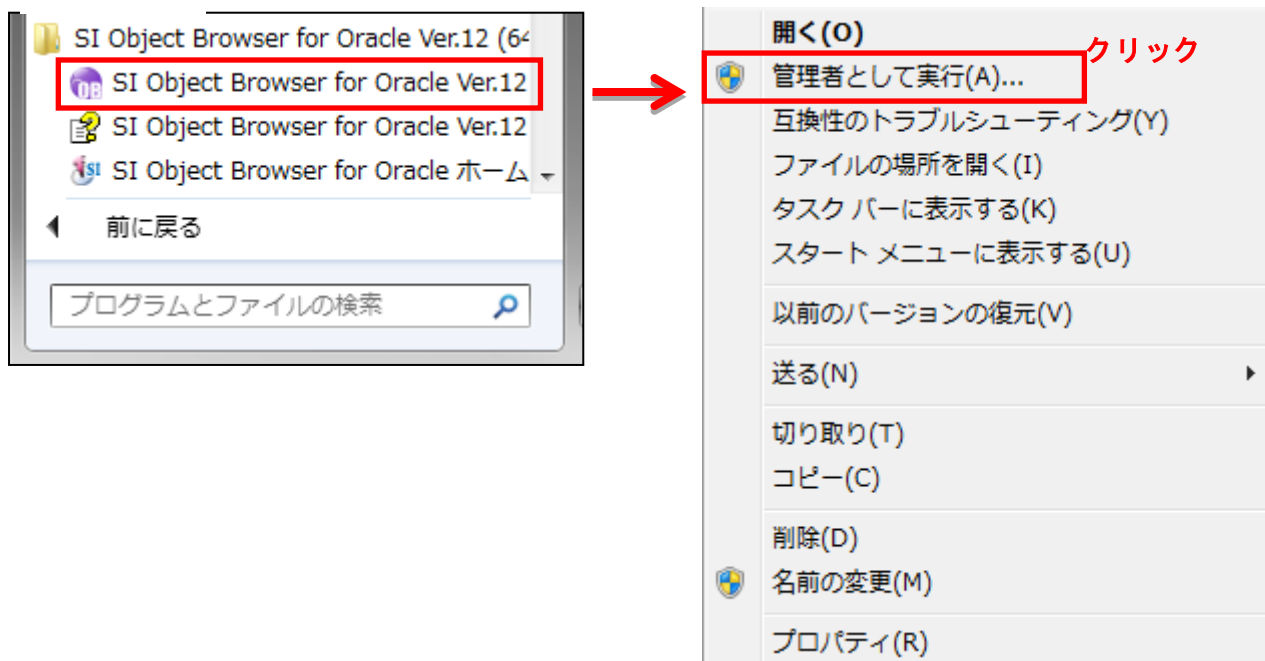 SI Object Browser for Oracle Ver.12 (64
SI Object Browser for Oracle Ver.12
SI Object Browser for Oracle Ver.12
SI Object Browser for Oracle ホーム
前に戻る
プログラムとファイルの検索
開く(O)
クリック
管理者として実行(A)...
互換性のトラブルシューティング(Y)
ファイルの場所を開く(I)
タスク バーに表示する(K)
スタート メニューに表示する(U)
以前のバージョンの復元(V)
送る(N)
切り取り(T)
コピー(C)
削除(D)
名前の変更(M)
プロパティ(R)